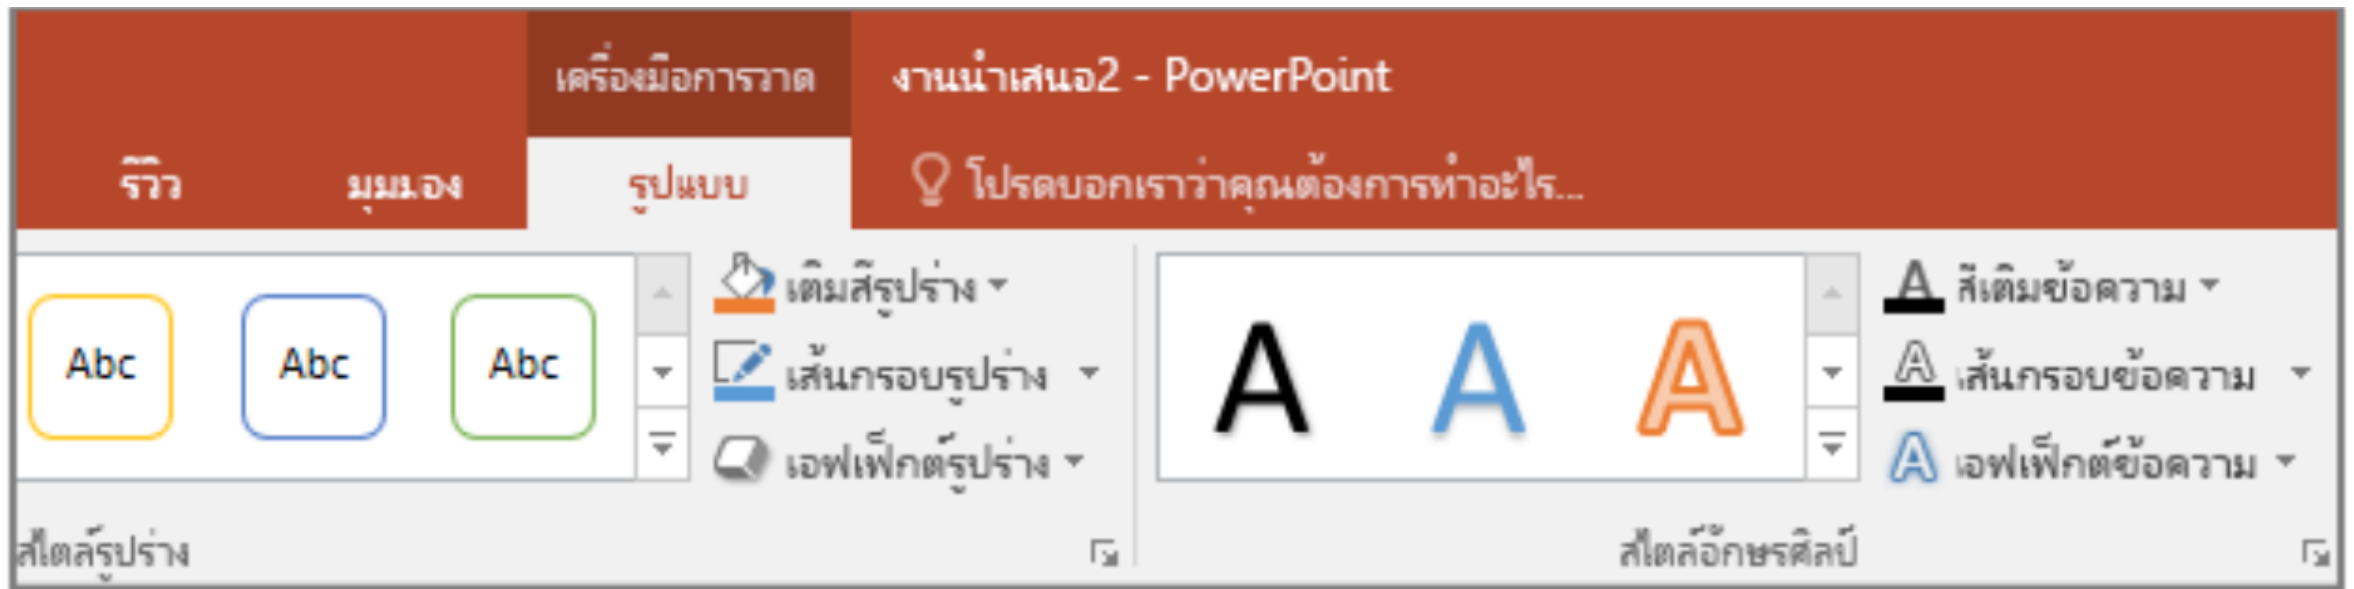 เครื่องมือการวาด งานนำเสนอ2 - PowerPoint
รีวิว มุมมอง รูปแบบ โปรดบอกเราว่าคุณต้องการทำอะไร...
Abc Abc Abc
เติมสีรูปร่าง
เส้นกรอบรูปร่าง
เอฟเฟ็กต์รูปร่าง
สไตล์รูปร่าง
A A A
A สีเติมข้อความ
A เส้นกรอบข้อความ
A เอฟเฟ็กต์ข้อความ
สไตล์อักษรศิลป์